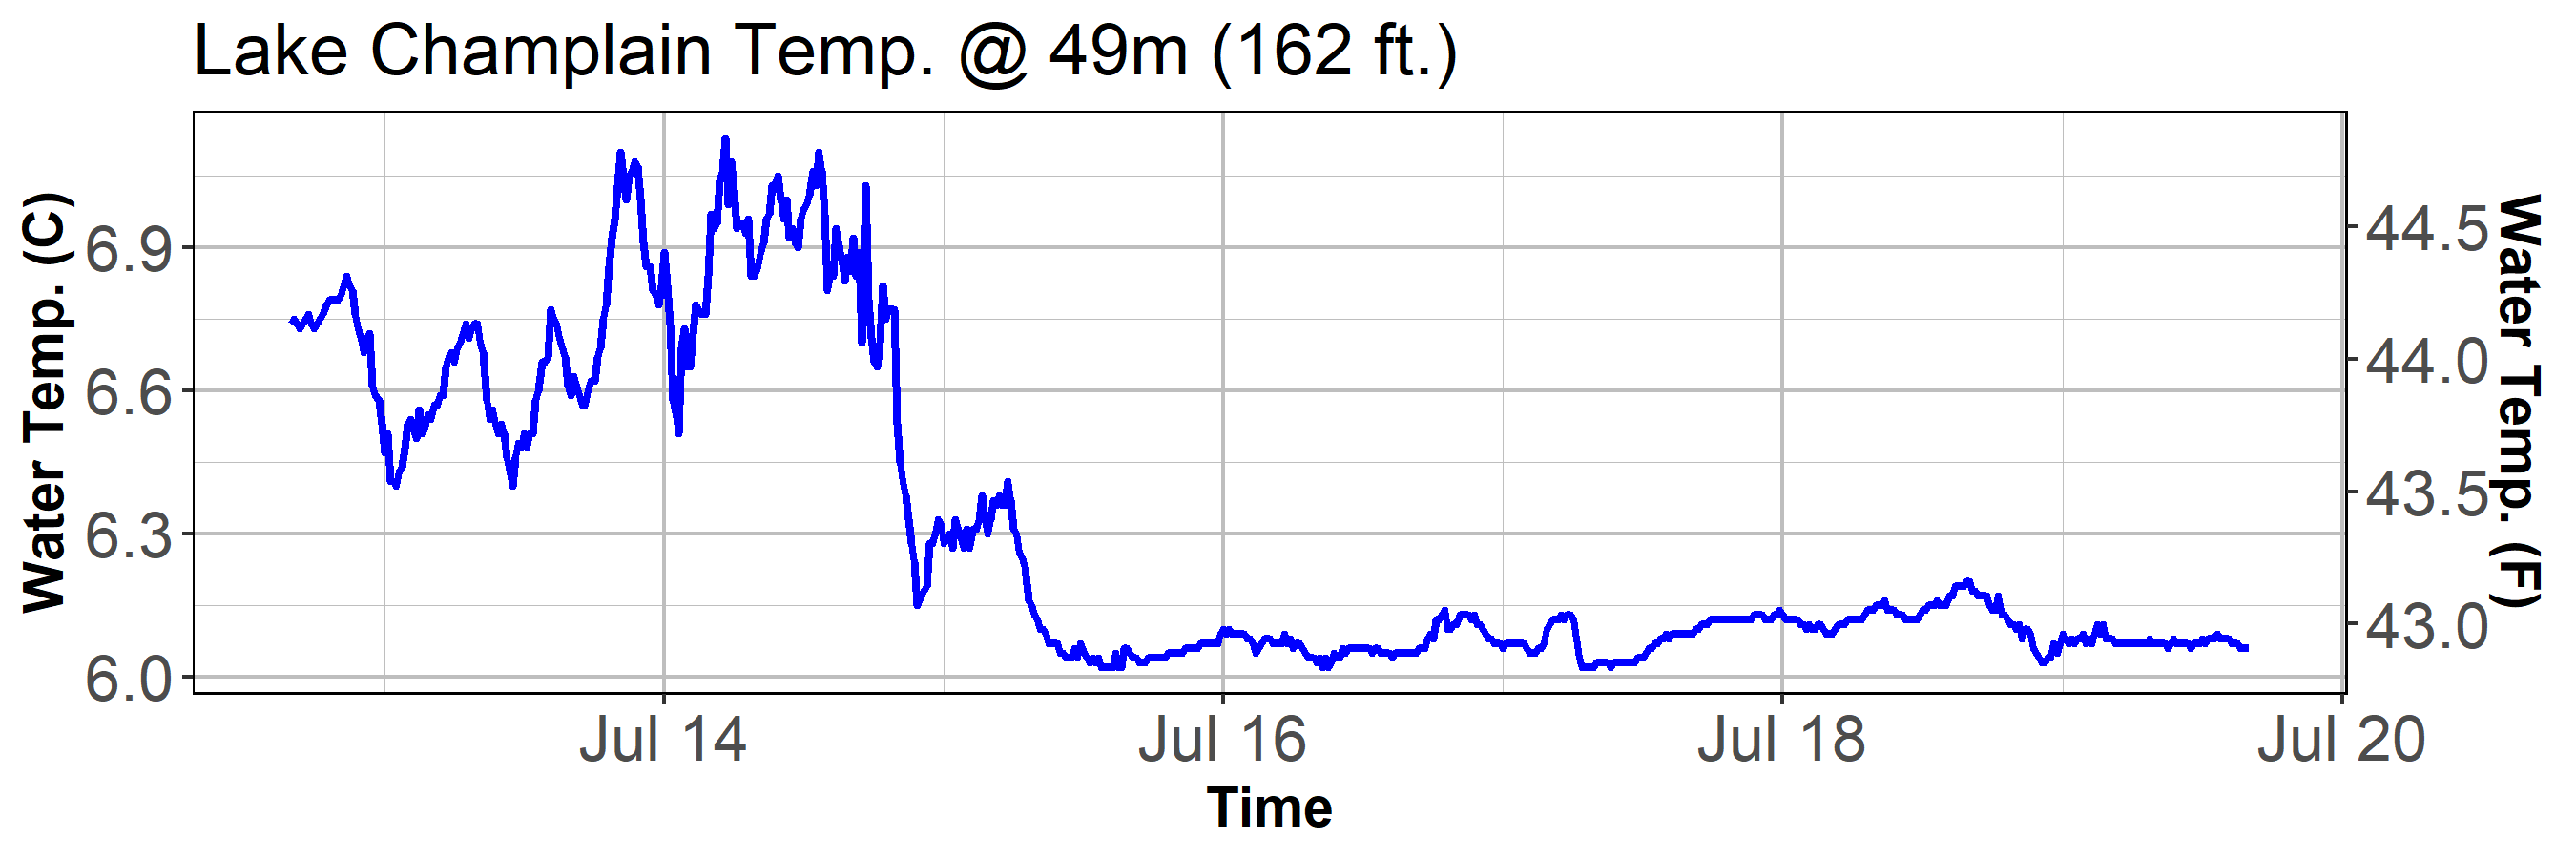 Lake Champlain Temp. @ 49m (162 ft.)
Water Temp. (C)
6.9
6.6
6.3
6.0
44.5
44.0
43.5
43.0
Water Temp. (F)
Jul 14 Jul 16 Jul 18 Jul 20
Time